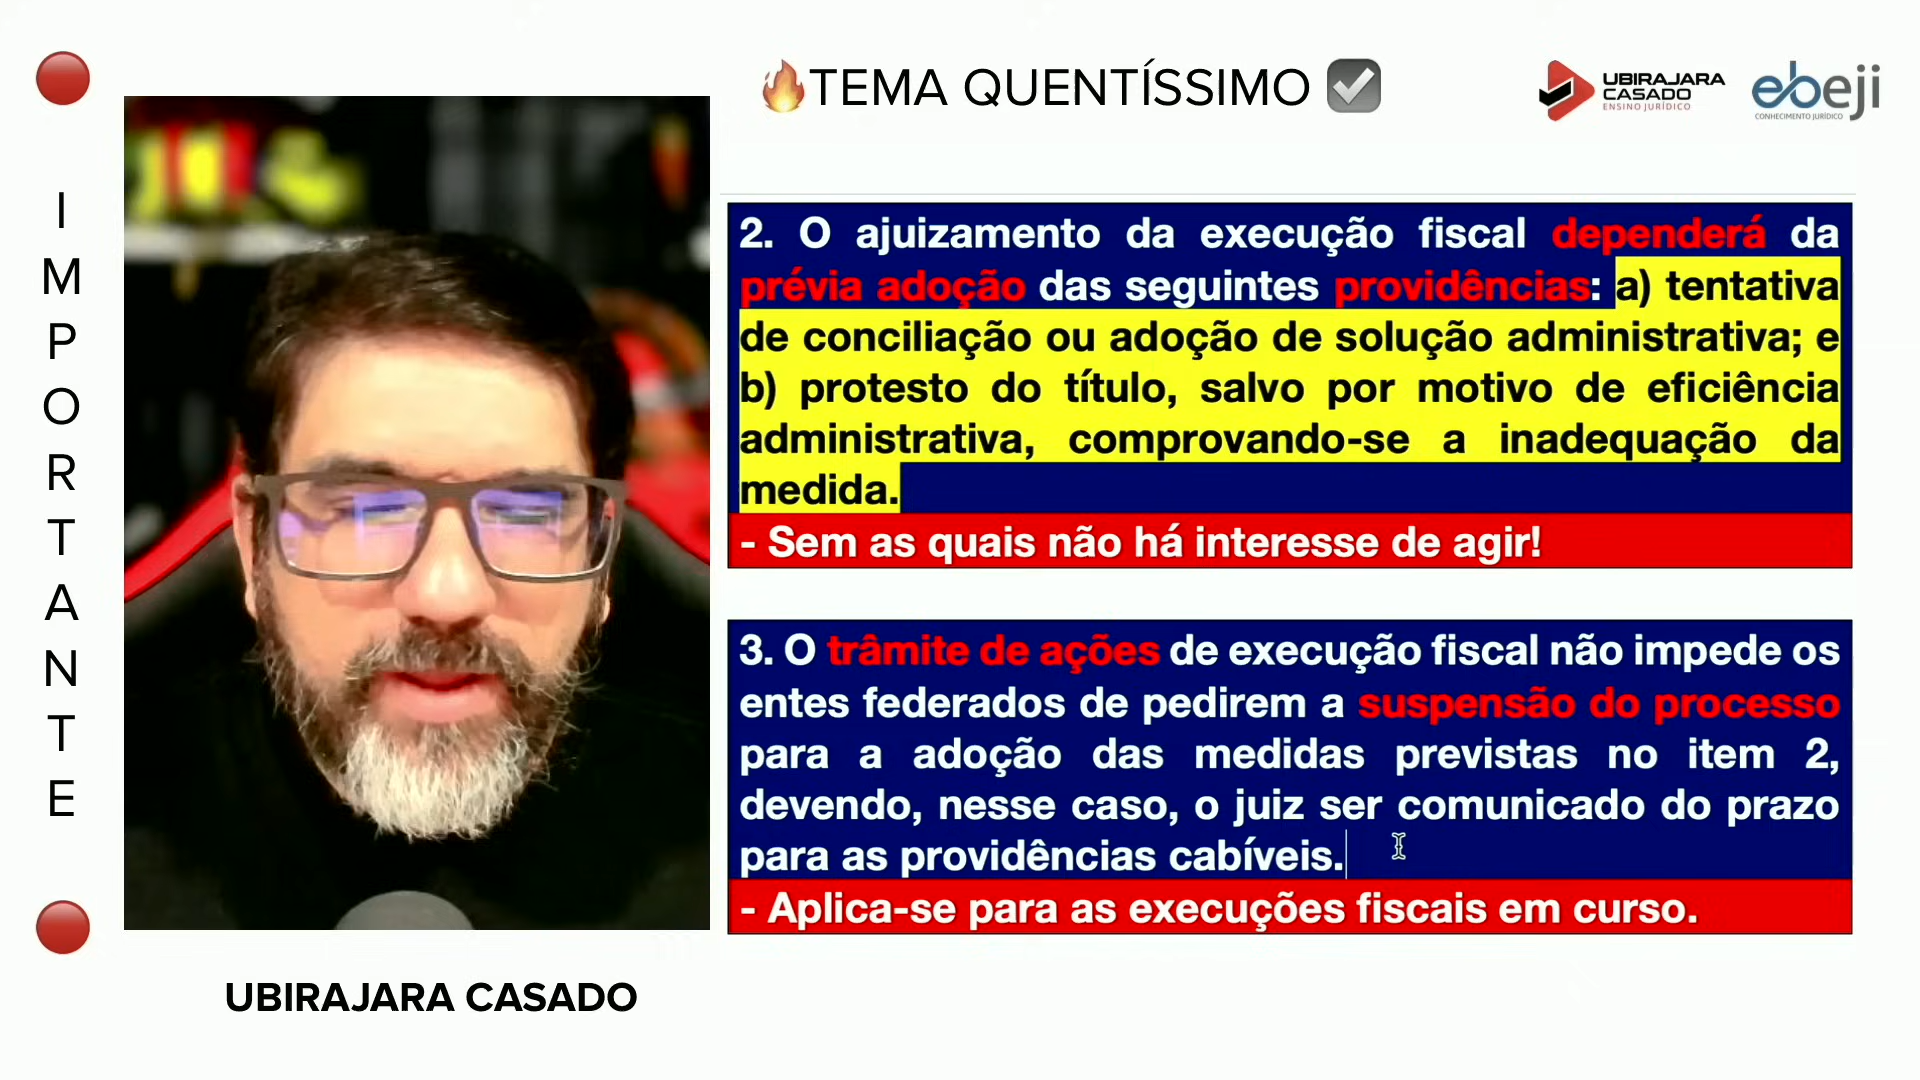 🔥TEMA QUENTÍSSIMO ☑
UBIRAJARA
CASADO
ENSINO JURÍDICO
ebeji
CONHECIMENTO JURÍDICO
I
M
P
O
R
T
A
N
T
E
2. O ajuizamento da execução fiscal dependerá da
prévia adoção das seguintes providências: a) tentativa
de conciliação ou adoção de solução administrativa; e
b) protesto do título, salvo por motivo de eficiência
administrativa, comprovando-se a inadequação da
medida.
- Sem as quais não há interesse de agir!
3. O trâmite de ações de execução fiscal não impede os
entes federados de pedirem a suspensão do processo
para a adoção das medidas previstas no item 2,
devendo, nesse caso, o juiz ser comunicado do prazo
para as providências cabíveis.
- Aplica-se para as execuções fiscais em curso.
UBIRAJARA CASADO